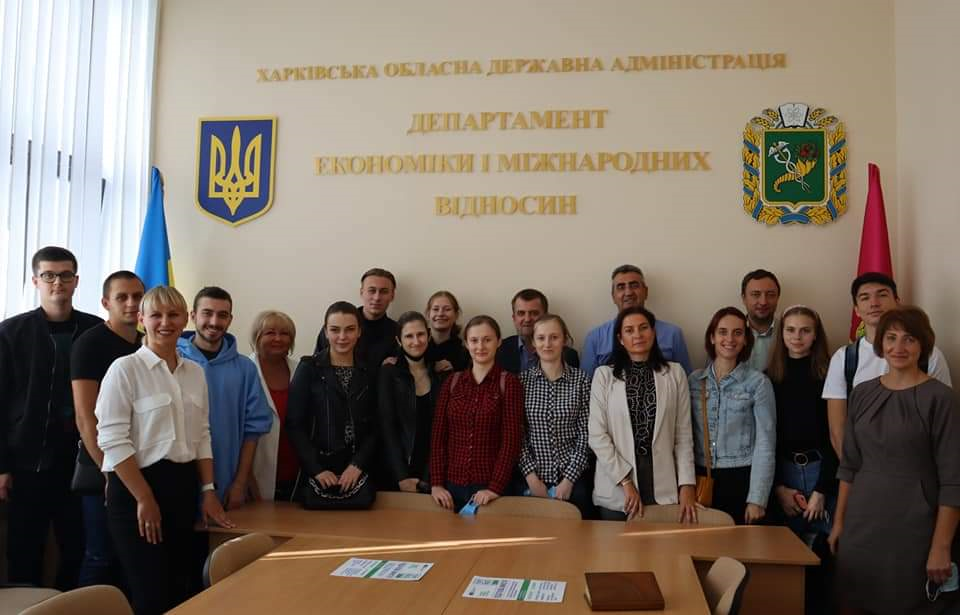 ХАРКІВСЬКА ОБЛАСНА ДЕРЖАВНА АДМІНІСТРАЦІЯ
ДЕПАРТАМЕНТ
ЕКОНОМІКИ І МІЖНАРОДНИХ
ВІДНОСИН